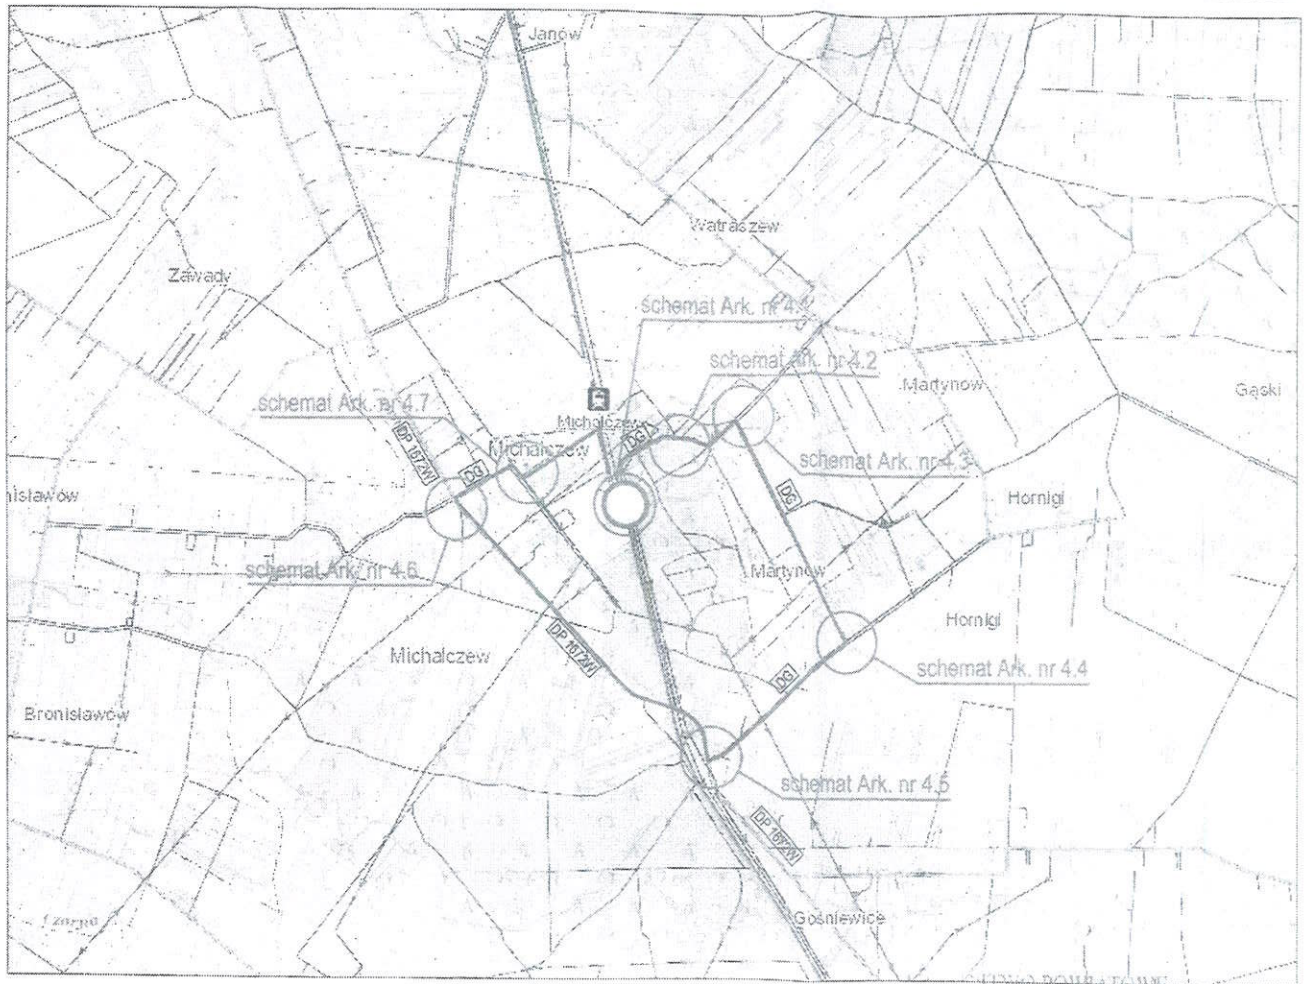 Janów
Watraszew
Zawady
schemat Ark. nr 4.1
schemat Ark. nr 4.2
Martynow
Gąski
schemat Ark. nr 4.7
Michalczew
DG
Michalczew
DP 1672W
DG
schemat Ark. nr 4.3
nisławów
DG
Hornigi
schemat Ark. nr 4.6
Martynów
Hornigi
DP 1672W
Michalczew
schemat Ark. nr 4.4
DG
Bronisławów
schemat Ark. nr 4.5
DP 1672W
Gośniewice
Czarna